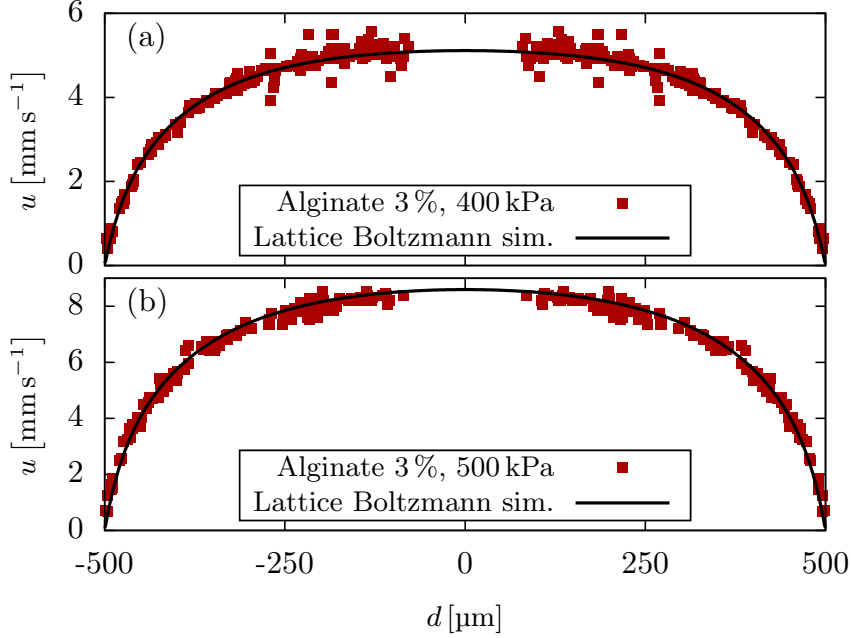 6
(a)
4
u [mm s⁻¹]
2
Alginate 3 %, 400 kPa
Lattice Boltzmann sim.
0
(b)
8
6
u [mm s⁻¹]
4
2
Alginate 3 %, 500 kPa
Lattice Boltzmann sim.
0
-500 -250 0 250 500
d [µm]